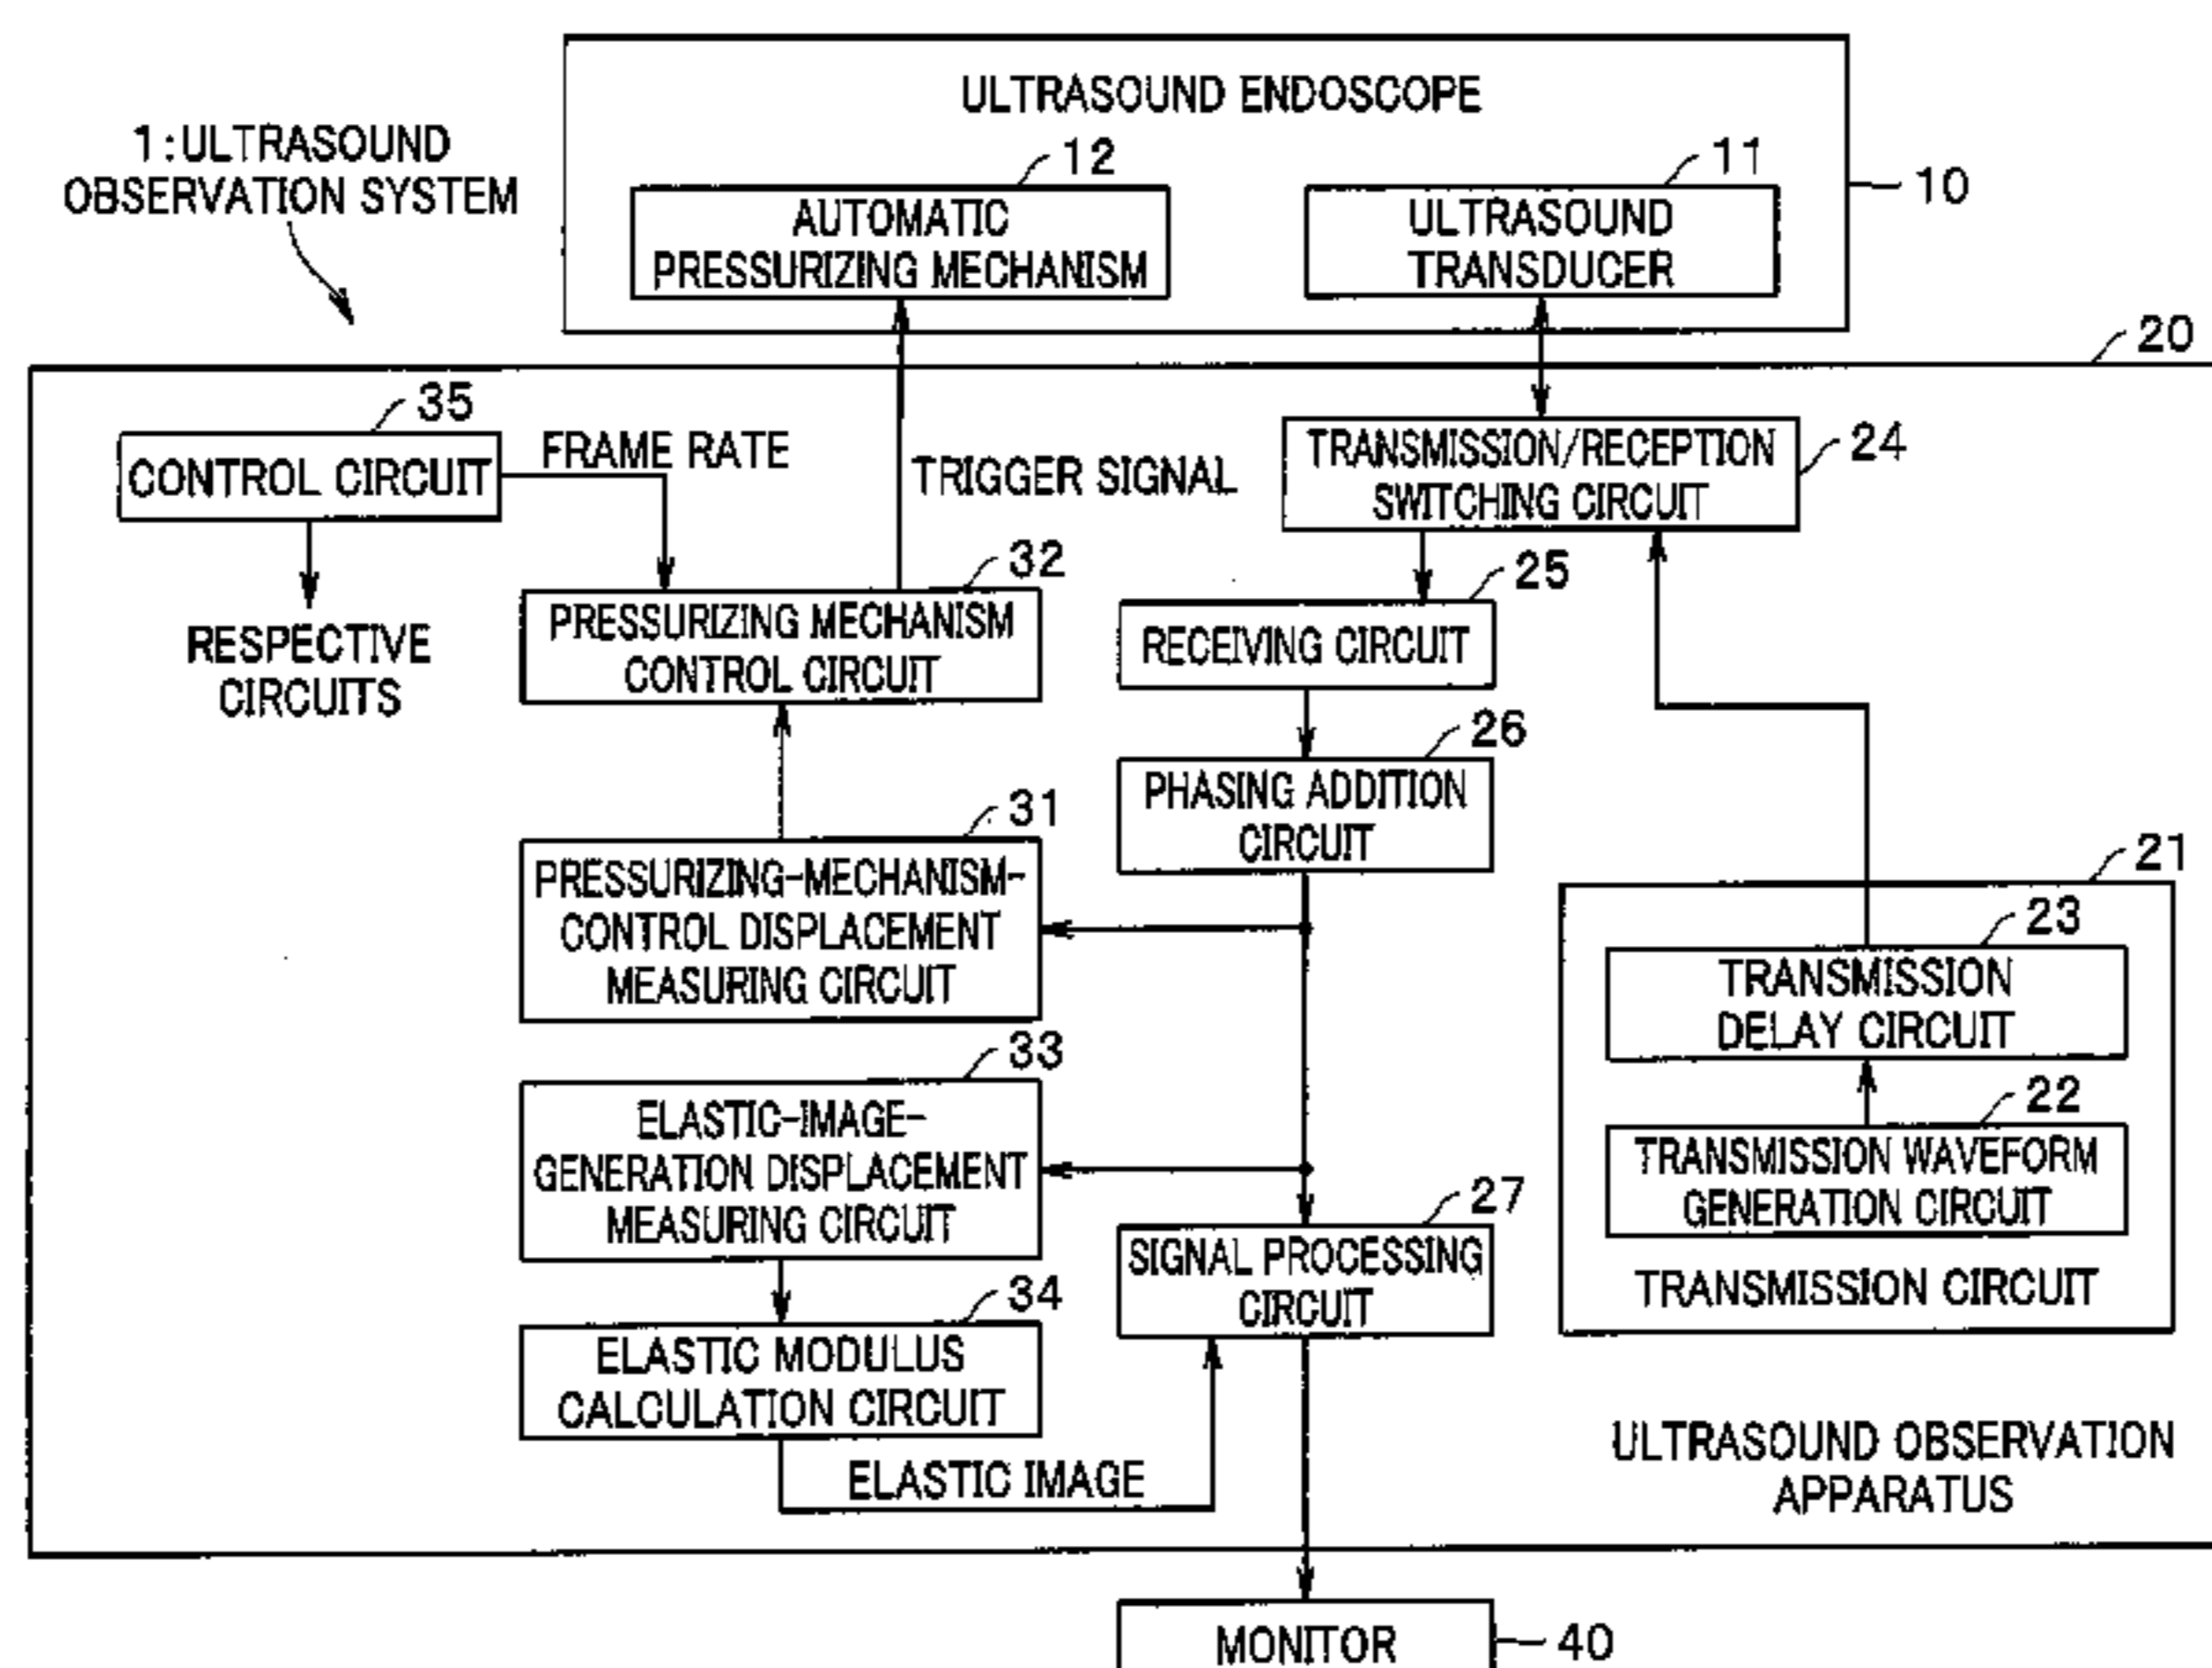 ULTRASOUND ENDOSCOPE
1:ULTRASOUND
OBSERVATION SYSTEM
12
11
10
AUTOMATIC
PRESSURIZING MECHANISM
ULTRASOUND
TRANSDUCER
20
35
CONTROL CIRCUIT
FRAME RATE
TRIGGER SIGNAL
TRANSMISSION/RECEPTION
SWITCHING CIRCUIT
24
RESPECTIVE
CIRCUITS
32
PRESSURIZING MECHANISM
CONTROL CIRCUIT
25
RECEIVING CIRCUIT
26
PHASING ADDITION
CIRCUIT
31
PRESSURIZING-MECHANISM-
CONTROL DISPLACEMENT
MEASURING CIRCUIT
21
23
TRANSMISSION
DELAY CIRCUIT
33
ELASTIC-IMAGE-
GENERATION DISPLACEMENT
MEASURING CIRCUIT
22
TRANSMISSION WAVEFORM
GENERATION CIRCUIT
TRANSMISSION CIRCUIT
27
SIGNAL PROCESSING
CIRCUIT
34
ELASTIC MODULUS
CALCULATION CIRCUIT
ELASTIC IMAGE
ULTRASOUND OBSERVATION
APPARATUS
MONITOR
40